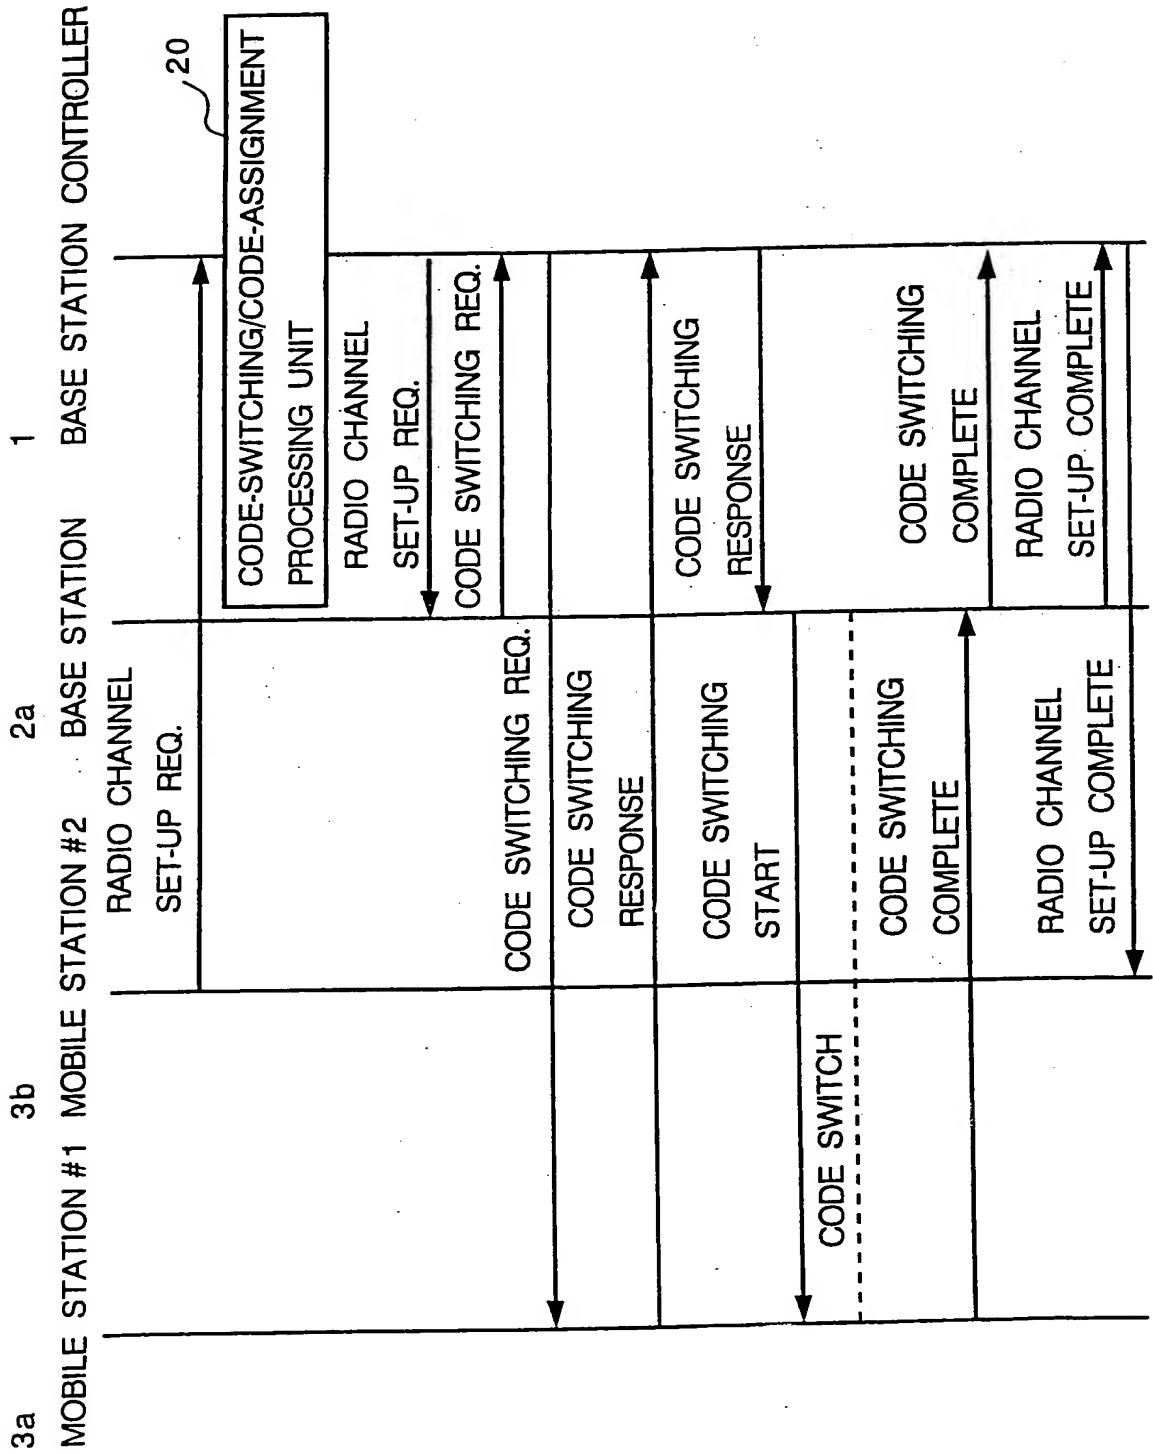 3a 3b 2a 1
MOBILE STATION #1 MOBILE STATION #2 BASE STATION BASE STATION CONTROLLER
RADIO CHANNEL
SET-UP REQ.
20
CODE-SWITCHING/CODE-ASSIGNMENT
PROCESSING UNIT
RADIO CHANNEL
SET-UP REQ.
CODE SWITCHING REQ.
CODE SWITCHING REQ.
CODE SWITCHING
RESPONSE
CODE SWITCHING
RESPONSE
CODE SWITCHING
START
CODE SWITCH
CODE SWITCHING
COMPLETE
CODE SWITCHING
COMPLETE
RADIO CHANNEL
SET-UP COMPLETE
RADIO CHANNEL
SET-UP COMPLETE